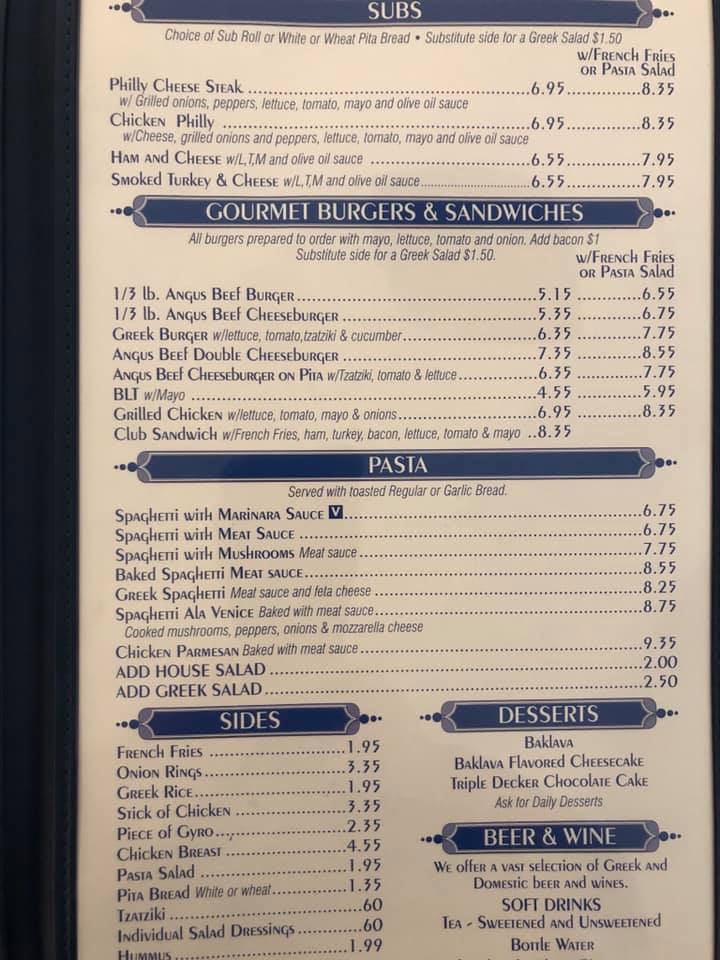 SUBS
Choice of Sub Roll or White or Wheat Pita Bread • Substitute side for a Greek Salad $1.50
w/French Fries
or Pasta Salad
Philly Cheese Steak ........6.95........8.35
w/ Grilled onions, peppers, lettuce, tomato, mayo and olive oil sauce
Chicken Philly ........6.95........8.35
w/Cheese, grilled onions and peppers, lettuce, tomato, mayo and olive oil sauce
Ham and Cheese w/L,T,M and olive oil sauce ........6.55........7.95
Smoked Turkey & Cheese w/L,T,M and olive oil sauce........6.55........7.95
GOURMET BURGERS & SANDWICHES
All burgers prepared to order with mayo, lettuce, tomato and onion. Add bacon $1
Substitute side for a Greek Salad $1.50.
w/French Fries
or Pasta Salad
1/3 lb. Angus Beef Burger........5.15 ........6.55
1/3 lb. Angus Beef Cheeseburger ........5.35 ........6.75
Greek Burger w/lettuce, tomato,tzatziki & cucumber........6.35 ........7.75
Angus Beef Double Cheeseburger ........7.35 ........8.55
Angus Beef Cheeseburger on Pita w/Tzatziki, tomato & lettuce........6.35 ........7.75
BLT w/Mayo ........4.55 ........5.95
Grilled Chicken w/lettuce, tomato, mayo & onions........6.95 ........8.35
Club Sandwich w/French Fries, ham, turkey, bacon, lettuce, tomato & mayo ..8.35
PASTA
Served with toasted Regular or Garlic Bread.
Spaghetti with Marinara Sauce V........6.75
Spaghetti with Meat Sauce ........6.75
Spaghetti with Mushrooms Meat sauce........7.75
Baked Spaghetti Meat sauce........8.55
Greek Spaghetti Meat sauce and feta cheese ........8.25
Spaghetti Ala Venice Baked with meat sauce........8.75
Cooked mushrooms, peppers, onions & mozzarella cheese
Chicken Parmesan Baked with meat sauce ........9.35
ADD HOUSE SALAD ........2.00
ADD GREEK SALAD........2.50
SIDES
French Fries ........1.95
Onion Rings........3.35
Greek Rice........1.95
Stick of Chicken ........3.35
Piece of Gyro........2.35
Chicken Breast ........4.55
Pasta Salad ........1.95
Pita Bread White or wheat........1.35
Tzatziki ........60
Individual Salad Dressings........60
Hummus........1.99
DESSERTS
Baklava
Baklava Flavored Cheesecake
Triple Decker Chocolate Cake
Ask for Daily Desserts
BEER & WINE
We offer a vast selection of Greek and
Domestic beer and wines.
SOFT DRINKS
Tea - Sweetened and Unsweetened
Bottle Water